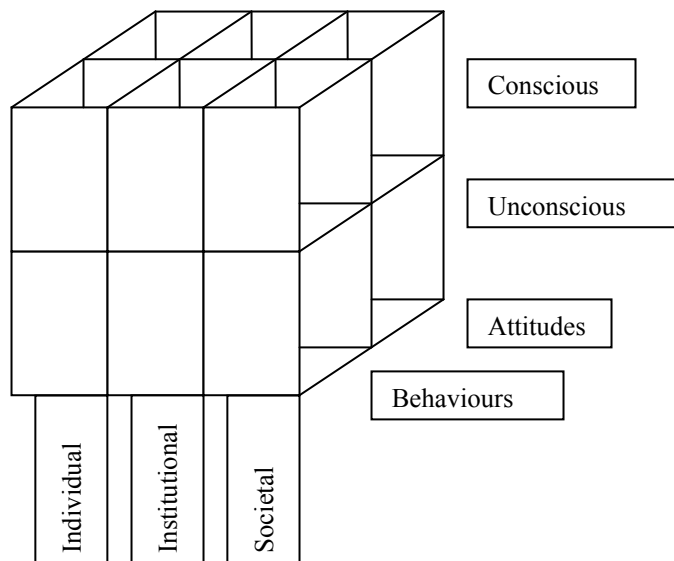 Conscious
Unconscious
Attitudes
Behaviours
Individual
Institutional
Societal